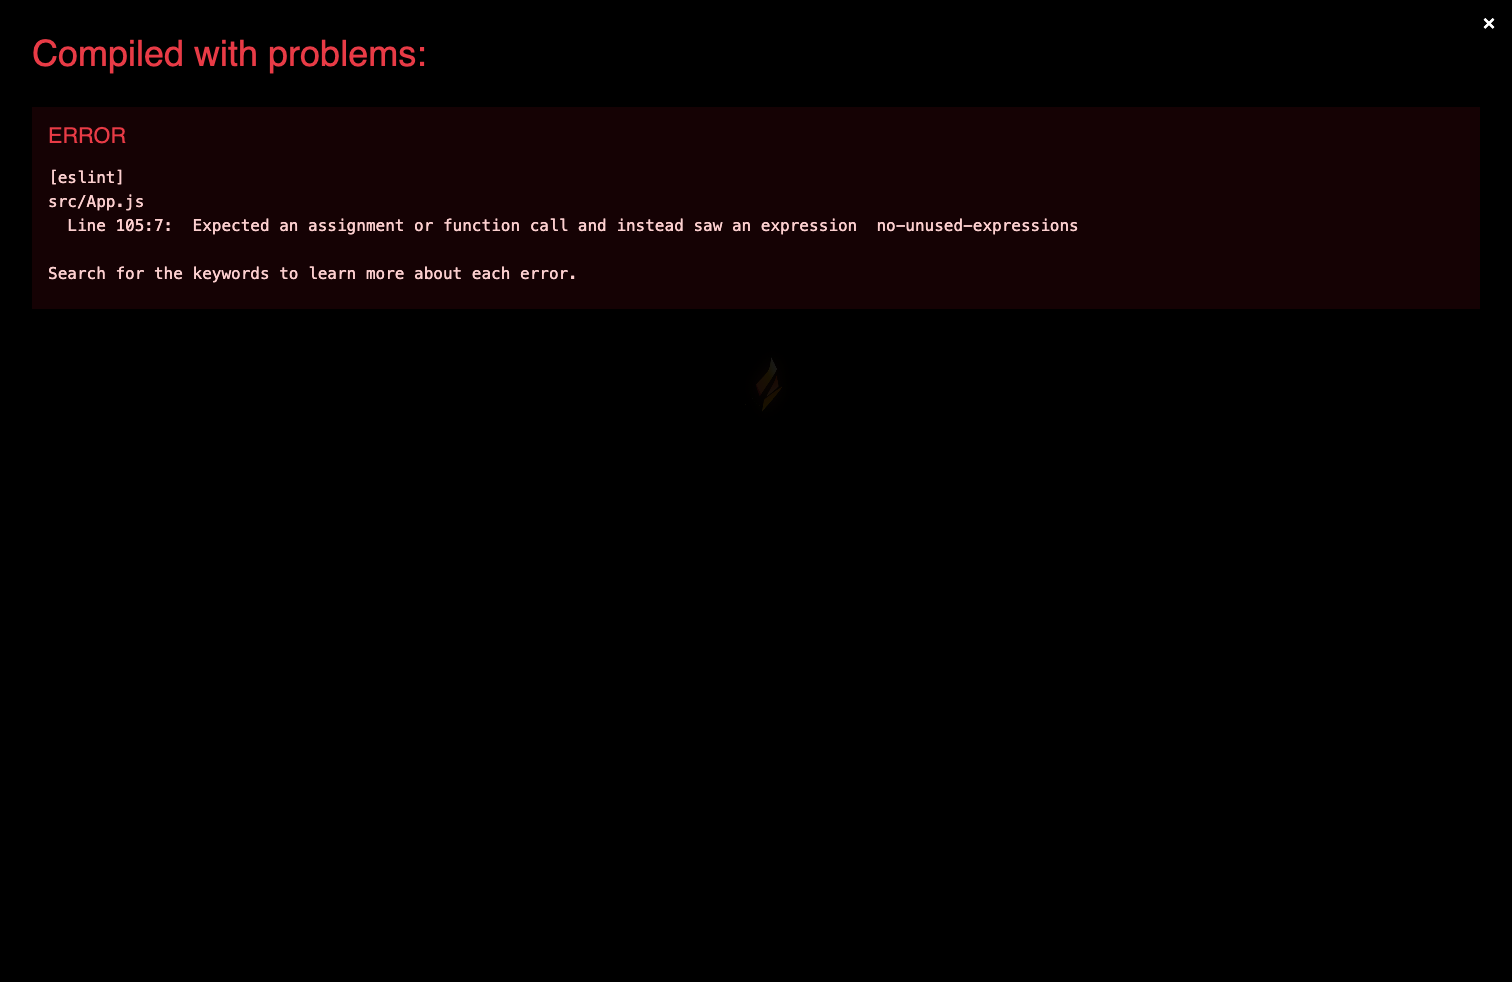 ×
Compiled with problems:
ERROR
[eslint]
src/App.js
Line 105:7:  Expected an assignment or function call and instead saw an expression  no-unused-expressions
Search for the keywords to learn more about each error.